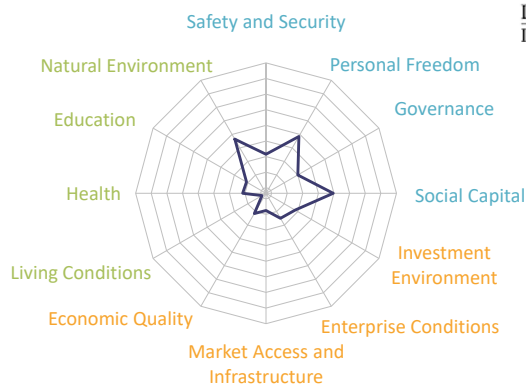 Safety and Security
Natural Environment
Personal Freedom
Education
Governance
Health
Social Capital
Investment
Environment
Living Conditions
Economic Quality
Enterprise Conditions
Market Access and
Infrastructure